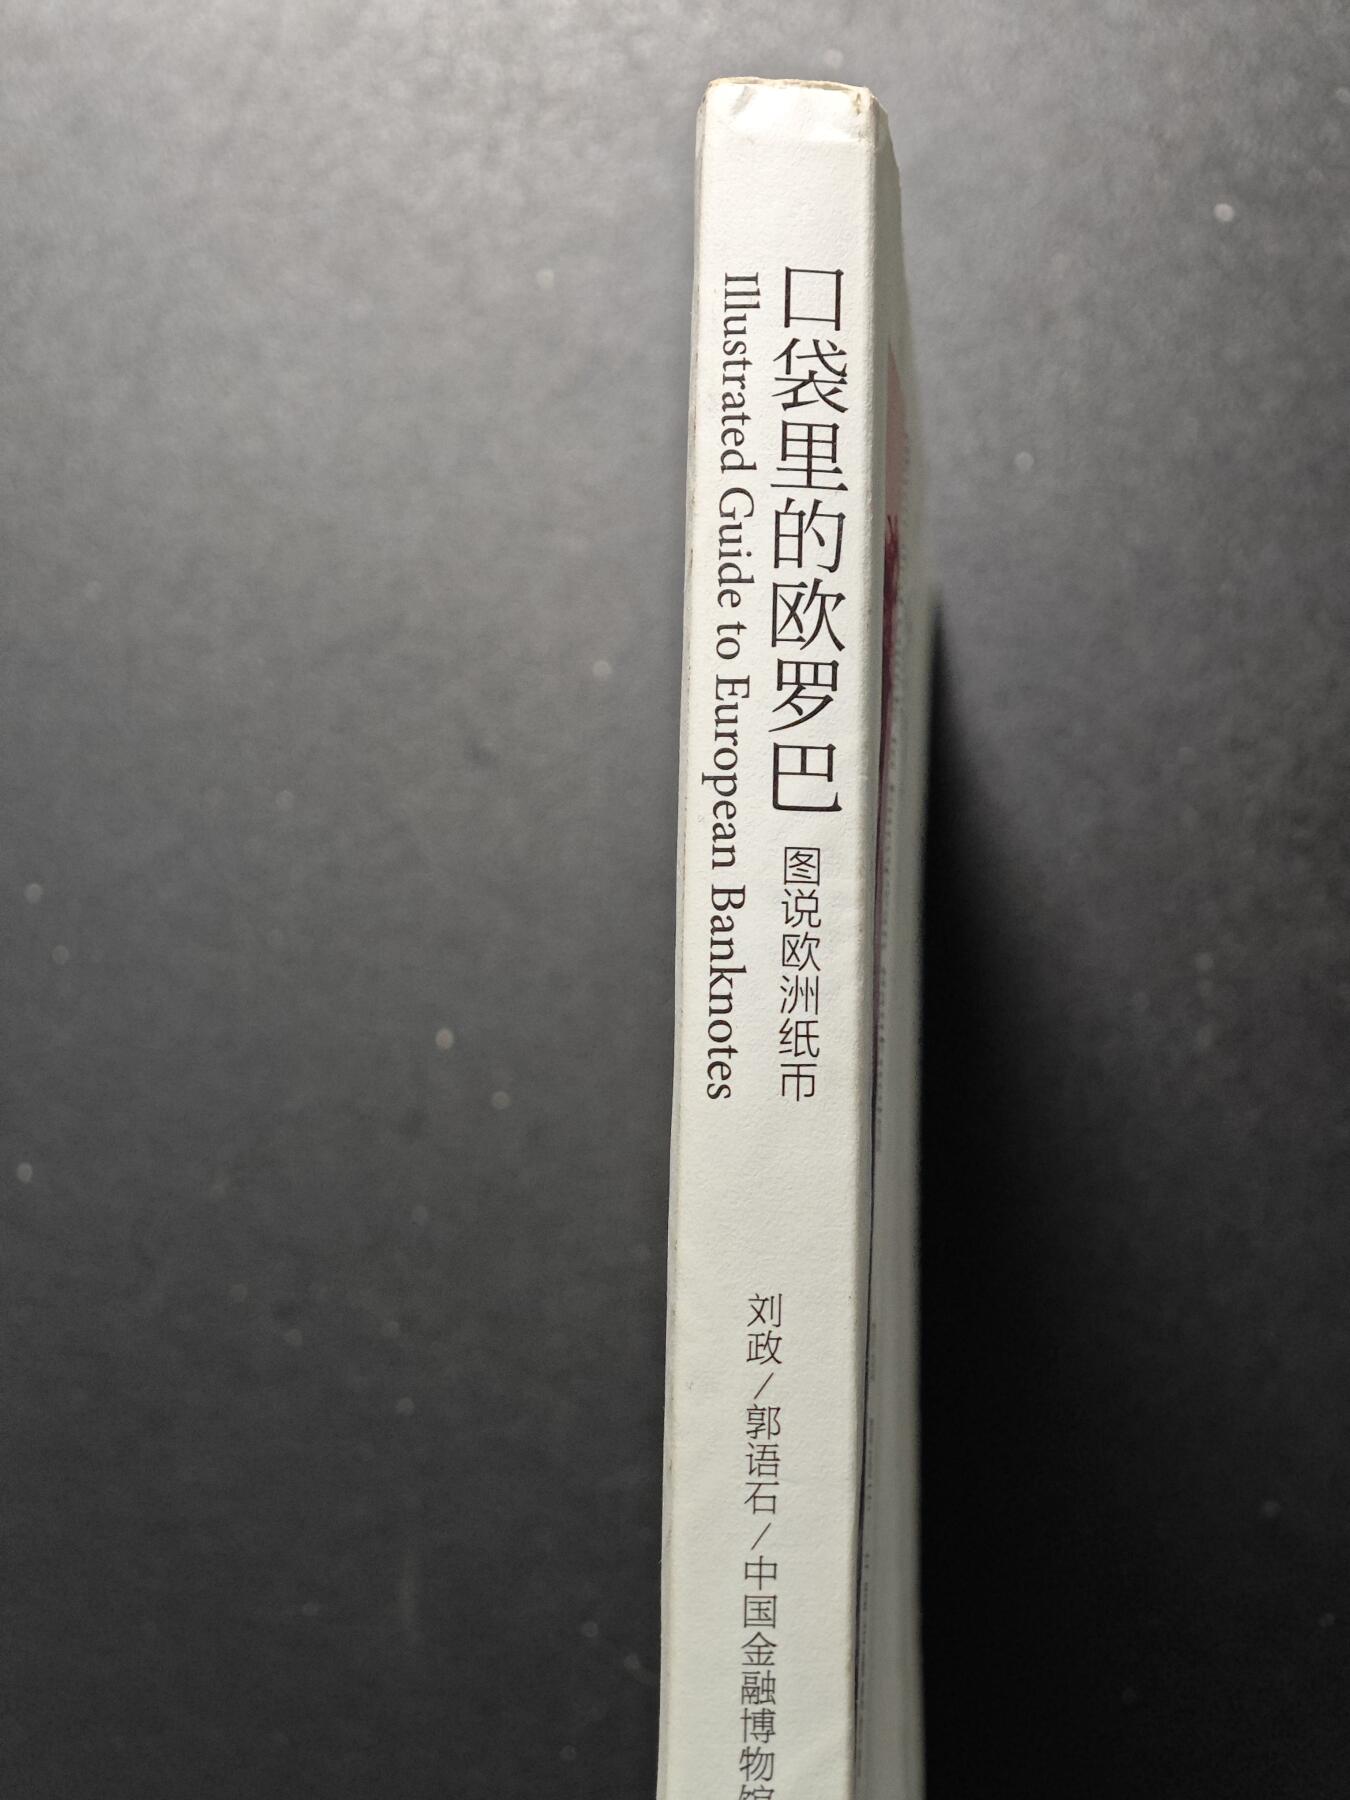 口袋里的欧罗巴 图说欧洲纸币
Illustrated Guide to European Banknotes
刘政/郭语石/中国金融博物馆